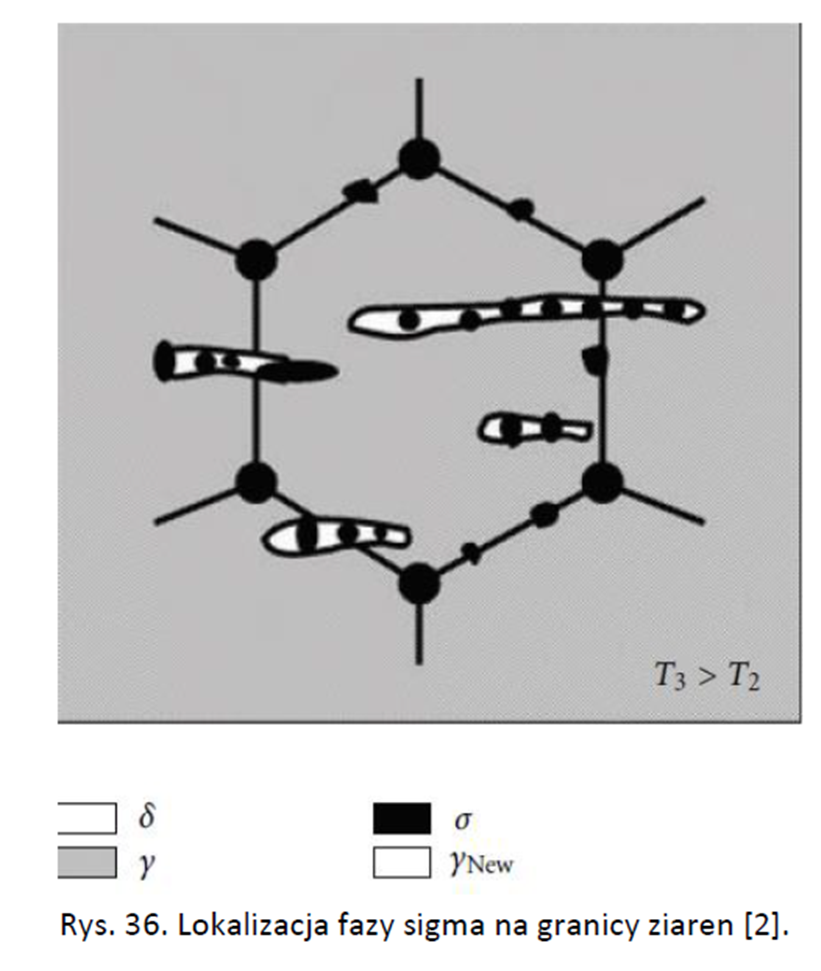 T₃ > T₂
δ σ
γ γNew
Rys. 36. Lokalizacja fazy sigma na granicy ziaren [2].